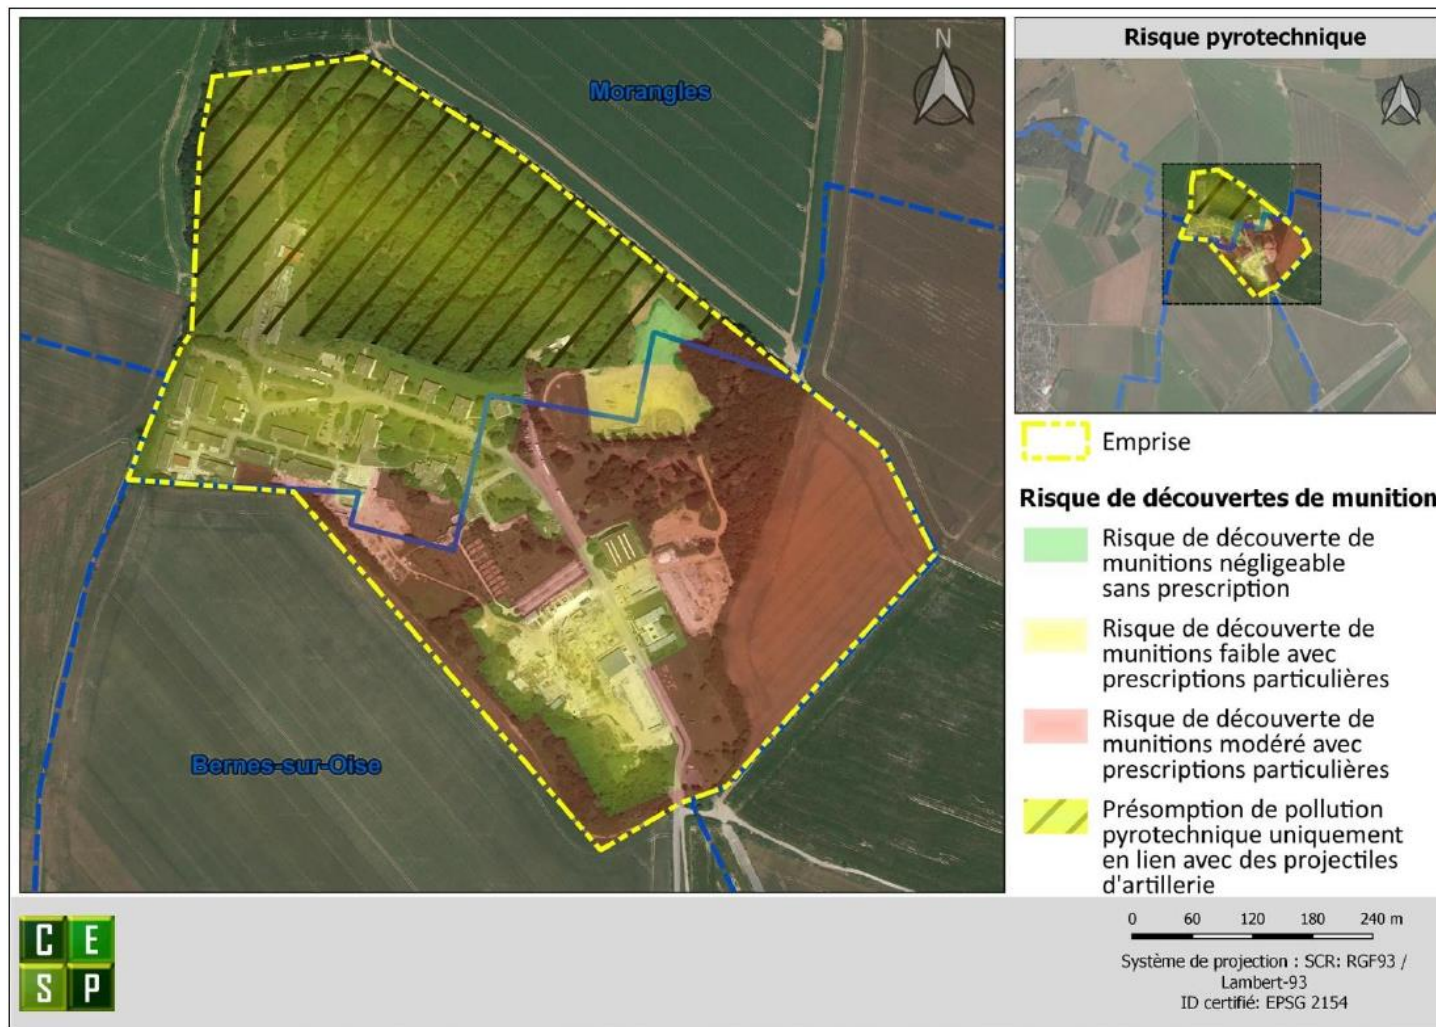 Morangles
N
Bernes-sur-Oise
Risque pyrotechnique
Emprise
Risque de découvertes de munition
Risque de découverte de
munitions négligeable
sans prescription
Risque de découverte de
munitions faible avec
prescriptions particulières
Risque de découverte de
munitions modéré avec
prescriptions particulières
Présomption de pollution
pyrotechnique uniquement
en lien avec des projectiles
d'artillerie
C E
S P
0 60 120 180 240 m
Système de projection : SCR: RGF93 /
Lambert-93
ID certifié: EPSG 2154